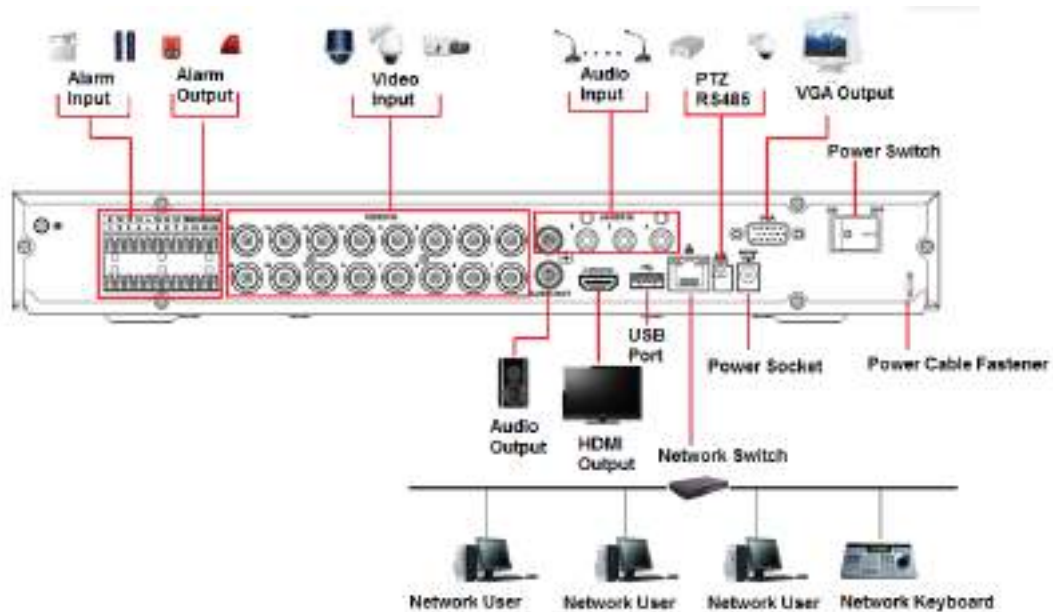 Alarm
Input
Alarm
Output
Video
Input
Audio
Input
PTZ
RS485
VGA Output
Power Switch
USB
Port
Power Socket
Power Cable Fastener
Audio
Output
HDMI
Output
Network Switch
Network User
Network User
Network User
Network Keyboard